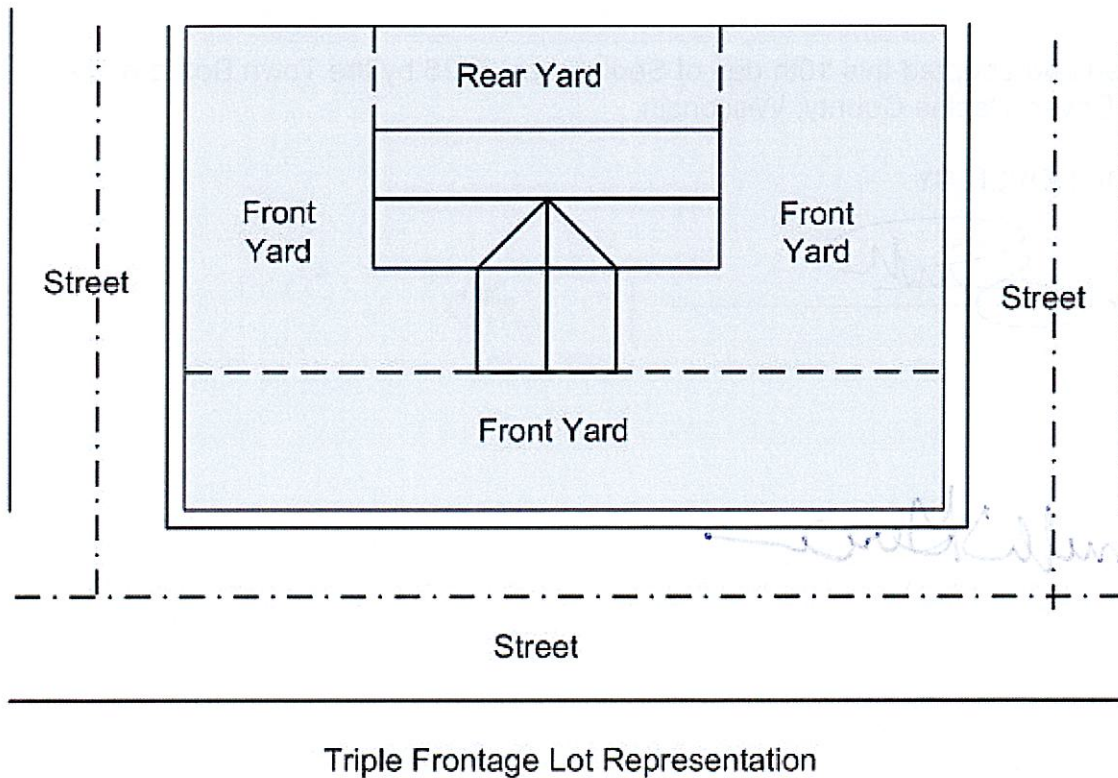 Rear Yard
Front
Yard
Front
Yard
Street
Street
Front Yard
Street
Triple Frontage Lot Representation